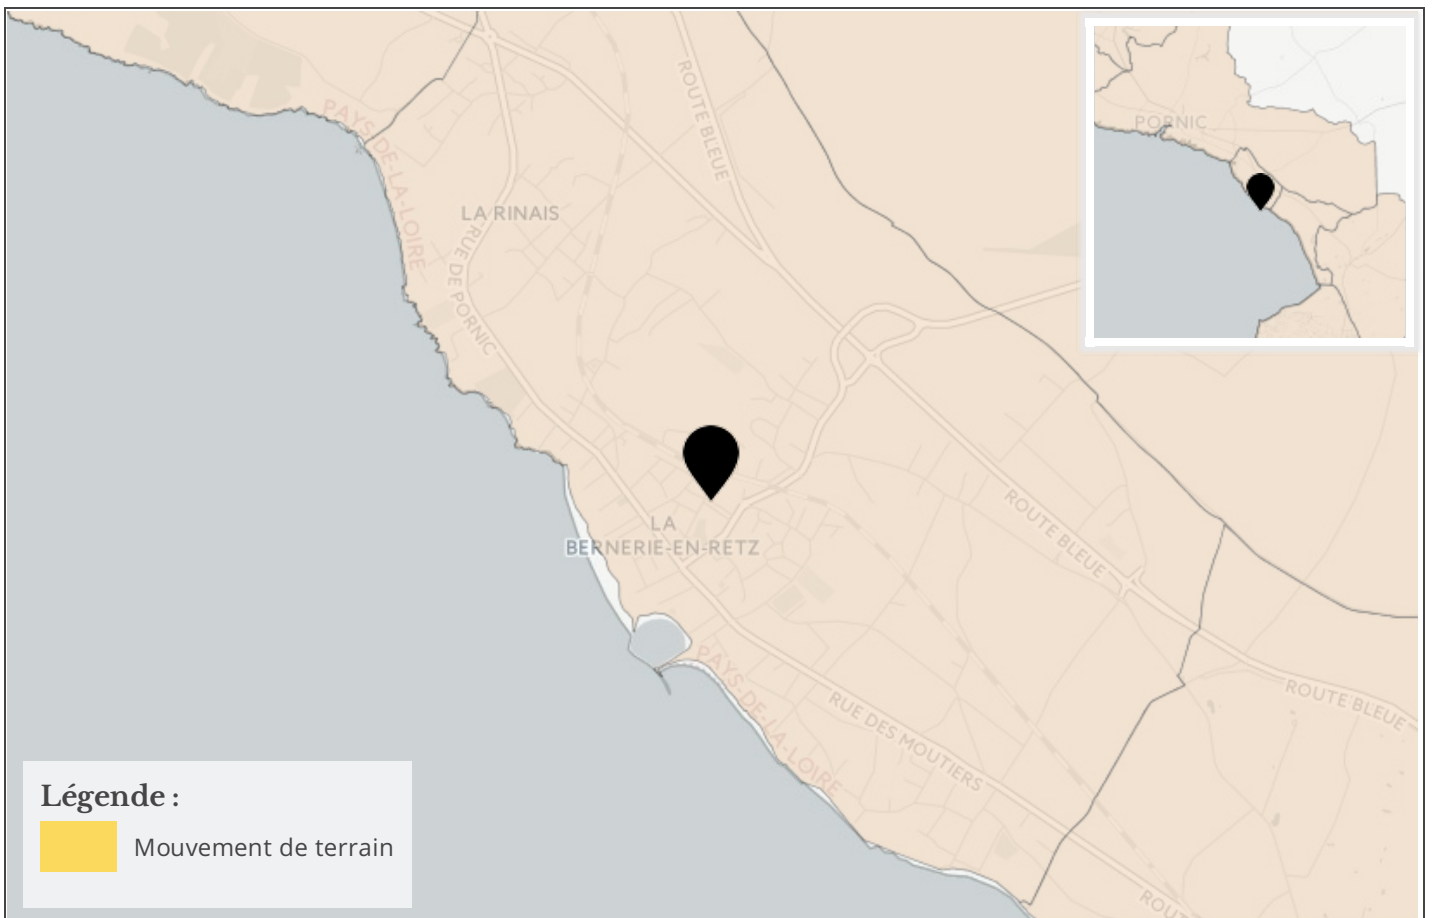 PAYS-DE-LA-LOIRE
ROUTE BLEUE
PORNIC
LA RINAIS
RUE DE PORNIC
LA
BERNERIE-EN-RETZ
ROUTE BLEUE
PAYS-DE-LA-LOIRE
RUE DES MOUTIERS
ROUTE BLEUE
ROUT
Légende :
Mouvement de terrain